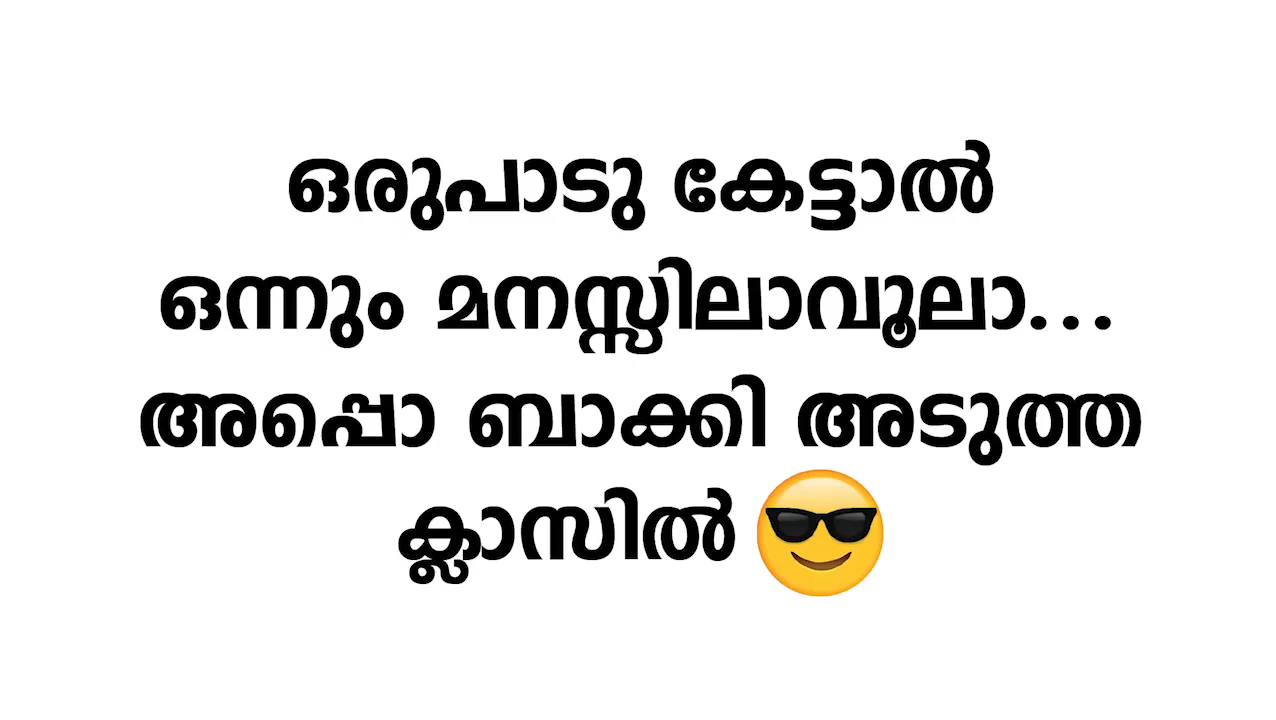 ഒരുപാടു കേട്ടാൽ
ഒന്നും മനസ്സിലാവൂലാ...
അപ്പൊ ബാക്കി അടുത്ത
ക്ലാസിൽ 😎